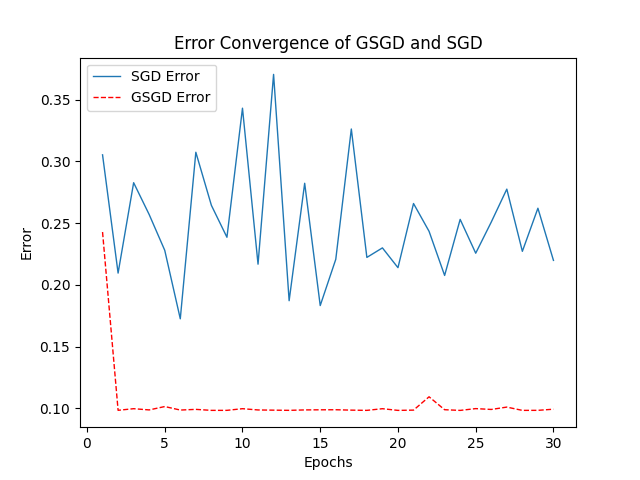 Error Convergence of GSGD and SGD
SGD Error
GSGD Error
0.35
0.30
0.25
0.20
0.15
0.10
Error
0 5 10 15 20 25 30
Epochs